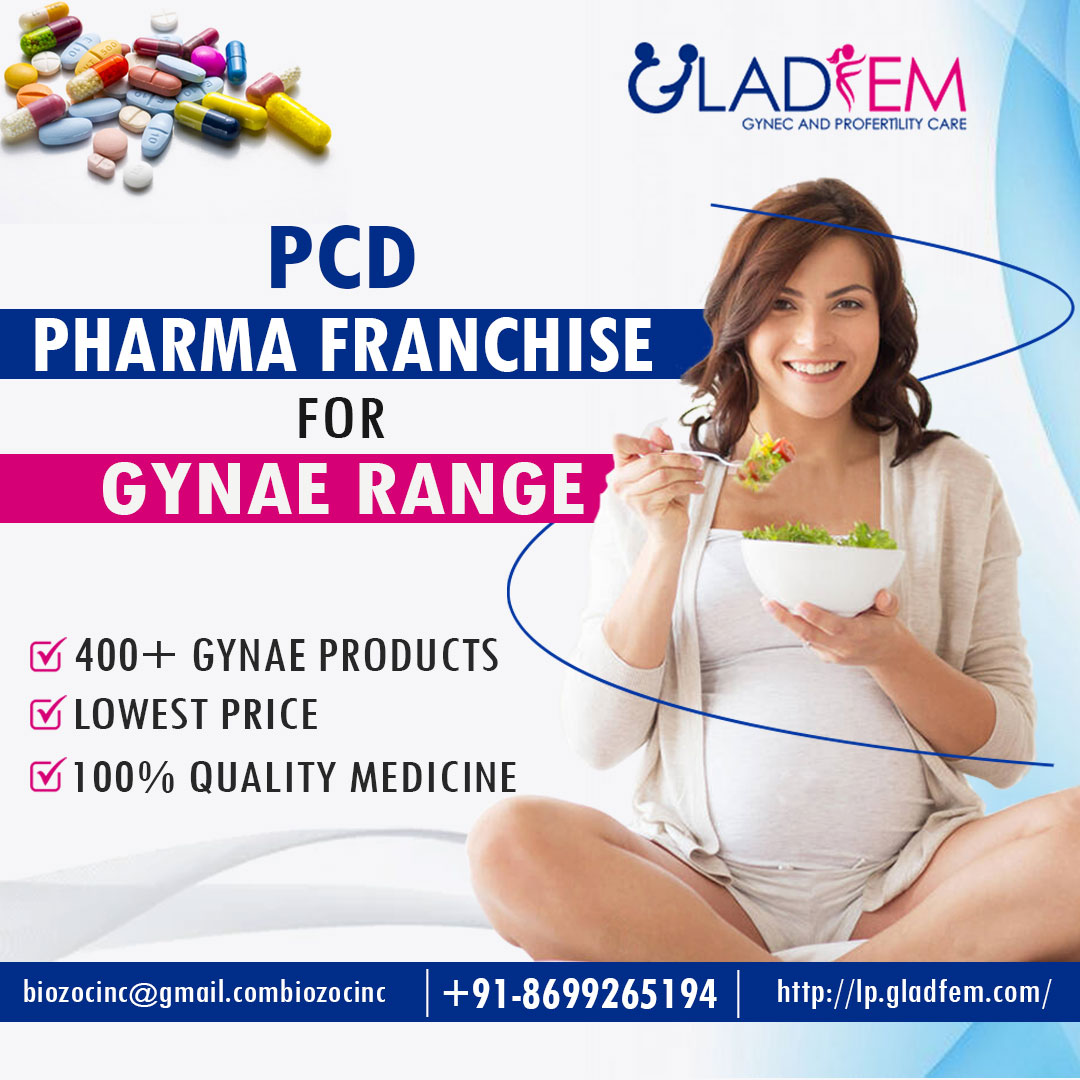 GLADFEM
GYNEC AND PROFERTILITY CARE
PCD
PHARMA FRANCHISE
FOR
GYNAE RANGE
400+ GYNAE PRODUCTS
LOWEST PRICE
100% QUALITY MEDICINE
biozocinc@gmail.combiozocinc
+91-8699265194
http://lp.gladfem.com/